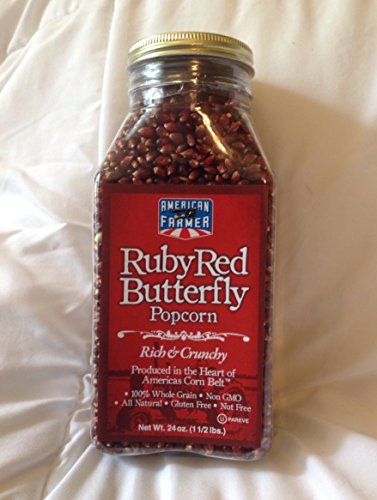 AMERICAN
FARMER
Ruby Red
Butterfly
Popcorn
Rich & Crunchy
Produced in the Heart of
Americas Corn Belt™
• 100% Whole Grain • Non GMO
• All Natural • Gluten Free • Nut Free
U PAREVE
Net Wt. 24 oz. (1 1/2 lbs.)